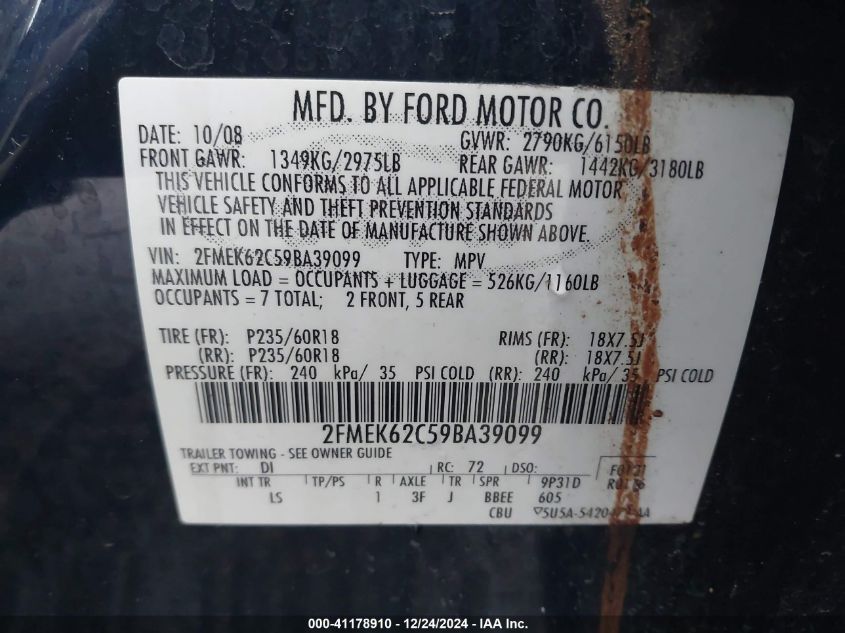 MFD. BY FORD MOTOR CO.
DATE: 10/08 GVWR: 2790KG/6150LB
FRONT GAWR: 1349KG/2975LB REAR GAWR: 1442KG/3180LB
THIS VEHICLE CONFORMS TO ALL APPLICABLE FEDERAL MOTOR
VEHICLE SAFETY AND THEFT PREVENTION STANDARDS
IN EFFECT ON THE DATE OF MANUFACTURE SHOWN ABOVE.
VIN: 2FMEK62C59BA39099 TYPE: MPV
MAXIMUM LOAD = OCCUPANTS + LUGGAGE = 526KG/1160LB
OCCUPANTS = 7 TOTAL; 2 FRONT, 5 REAR
TIRE (FR): P235/60R18 RIMS (FR): 18X7.5J
(RR): P235/60R18 (RR): 18X7.5J
PRESSURE (FR): 240 kPa/ 35 PSI COLD (RR): 240 kPa/ 35 PSI COLD
2FMEK62C59BA39099
TRAILER TOWING - SEE OWNER GUIDE
EXT PNT: DI RC: 72 DSO:
INT TR TP/PS R AXLE TR SPR 9P31D
LS 1 3F J BBEE 605
CBU
000-41178910 / 12/24/2024 - IAA Inc.